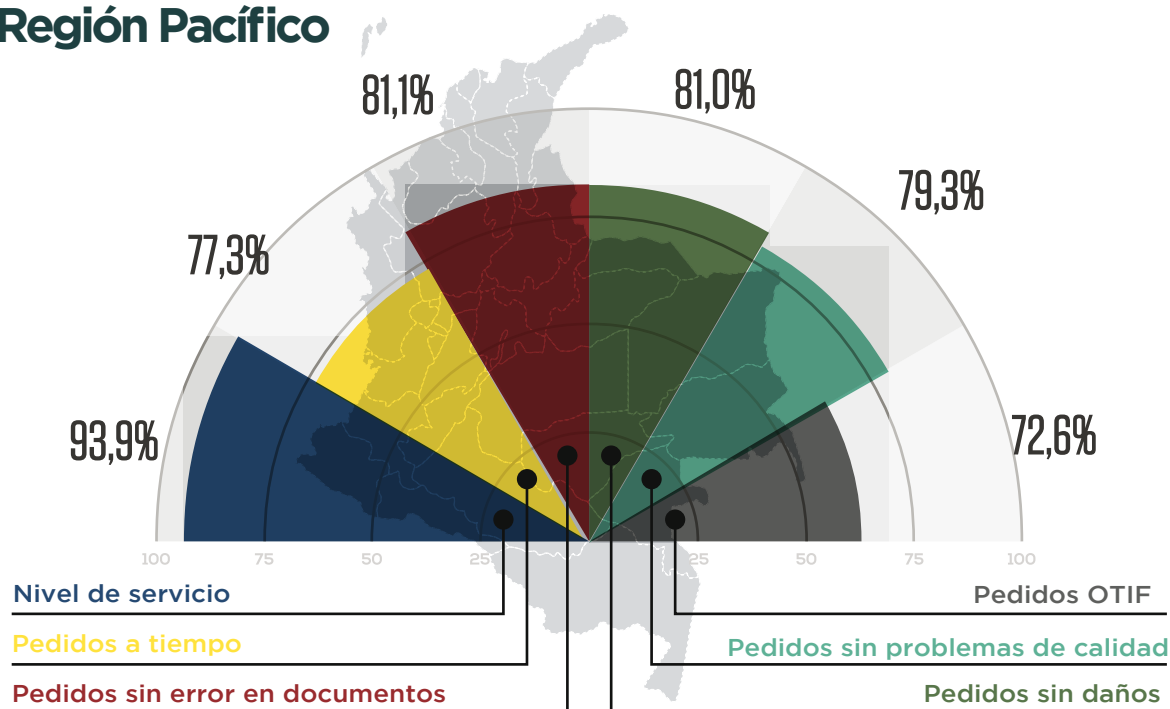 Región Pacífico
81,1%
81,0%
79,3%
77,3%
93,9%
72,6%
100 75 50 25 25 50 75 100
Nivel de servicio
Pedidos OTIF
Pedidos a tiempo
Pedidos sin problemas de calidad
Pedidos sin error en documentos
Pedidos sin daños